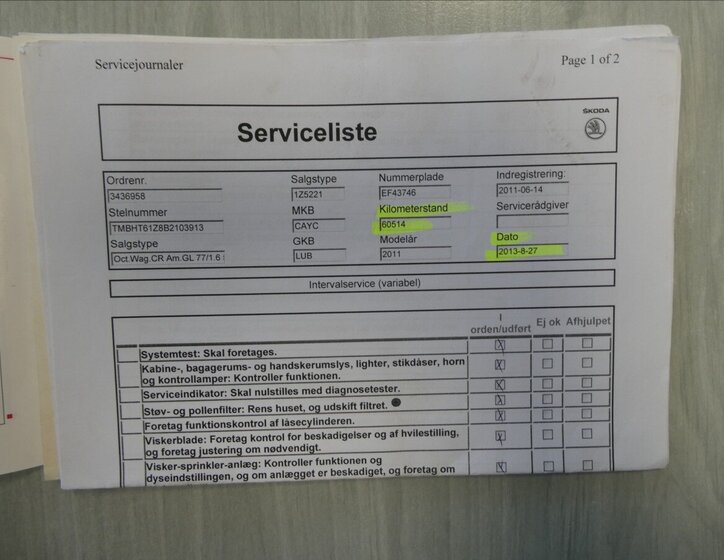 Servicejournaler
Page 1 of 2
ŠKODA
Serviceliste
Ordrenr.
3436958
Salgstype
1Z5221
Nummerplade
EF43746
Indregistrering:
2011-06-14
Stelnummer
TMBHT61Z8B2103913
MKB
CAYC
Kilometerstand
60514
Servicerådgiver
Salgstype
Oct.Wag.CR Am.GL 77/1.6
GKB
LUB
Modelår
2011
Dato
2013-8-27
Intervalservice (variabel)
I
orden/udført Ej ok Afhjulpet
Systemtest: Skal foretages.
Kabine-, bagagerums- og handskerumslys, lighter, stikdåser, horn
og kontrollamper: Kontroller funktionen.
Serviceindikator: Skal nulstilles med diagnosetester.
Støv- og pollenfilter: Rens huset, og udskift filtret.
Foretag funktionskontrol af låsecylinderen.
Viskerblade: Foretag kontrol for beskadigelser og af hvilestilling,
og foretag justering om nødvendigt.
Visker-sprinkler-anlæg: Kontroller funktionen og
dyseindstillingen, og om anlægget er beskadiget, og foretag om